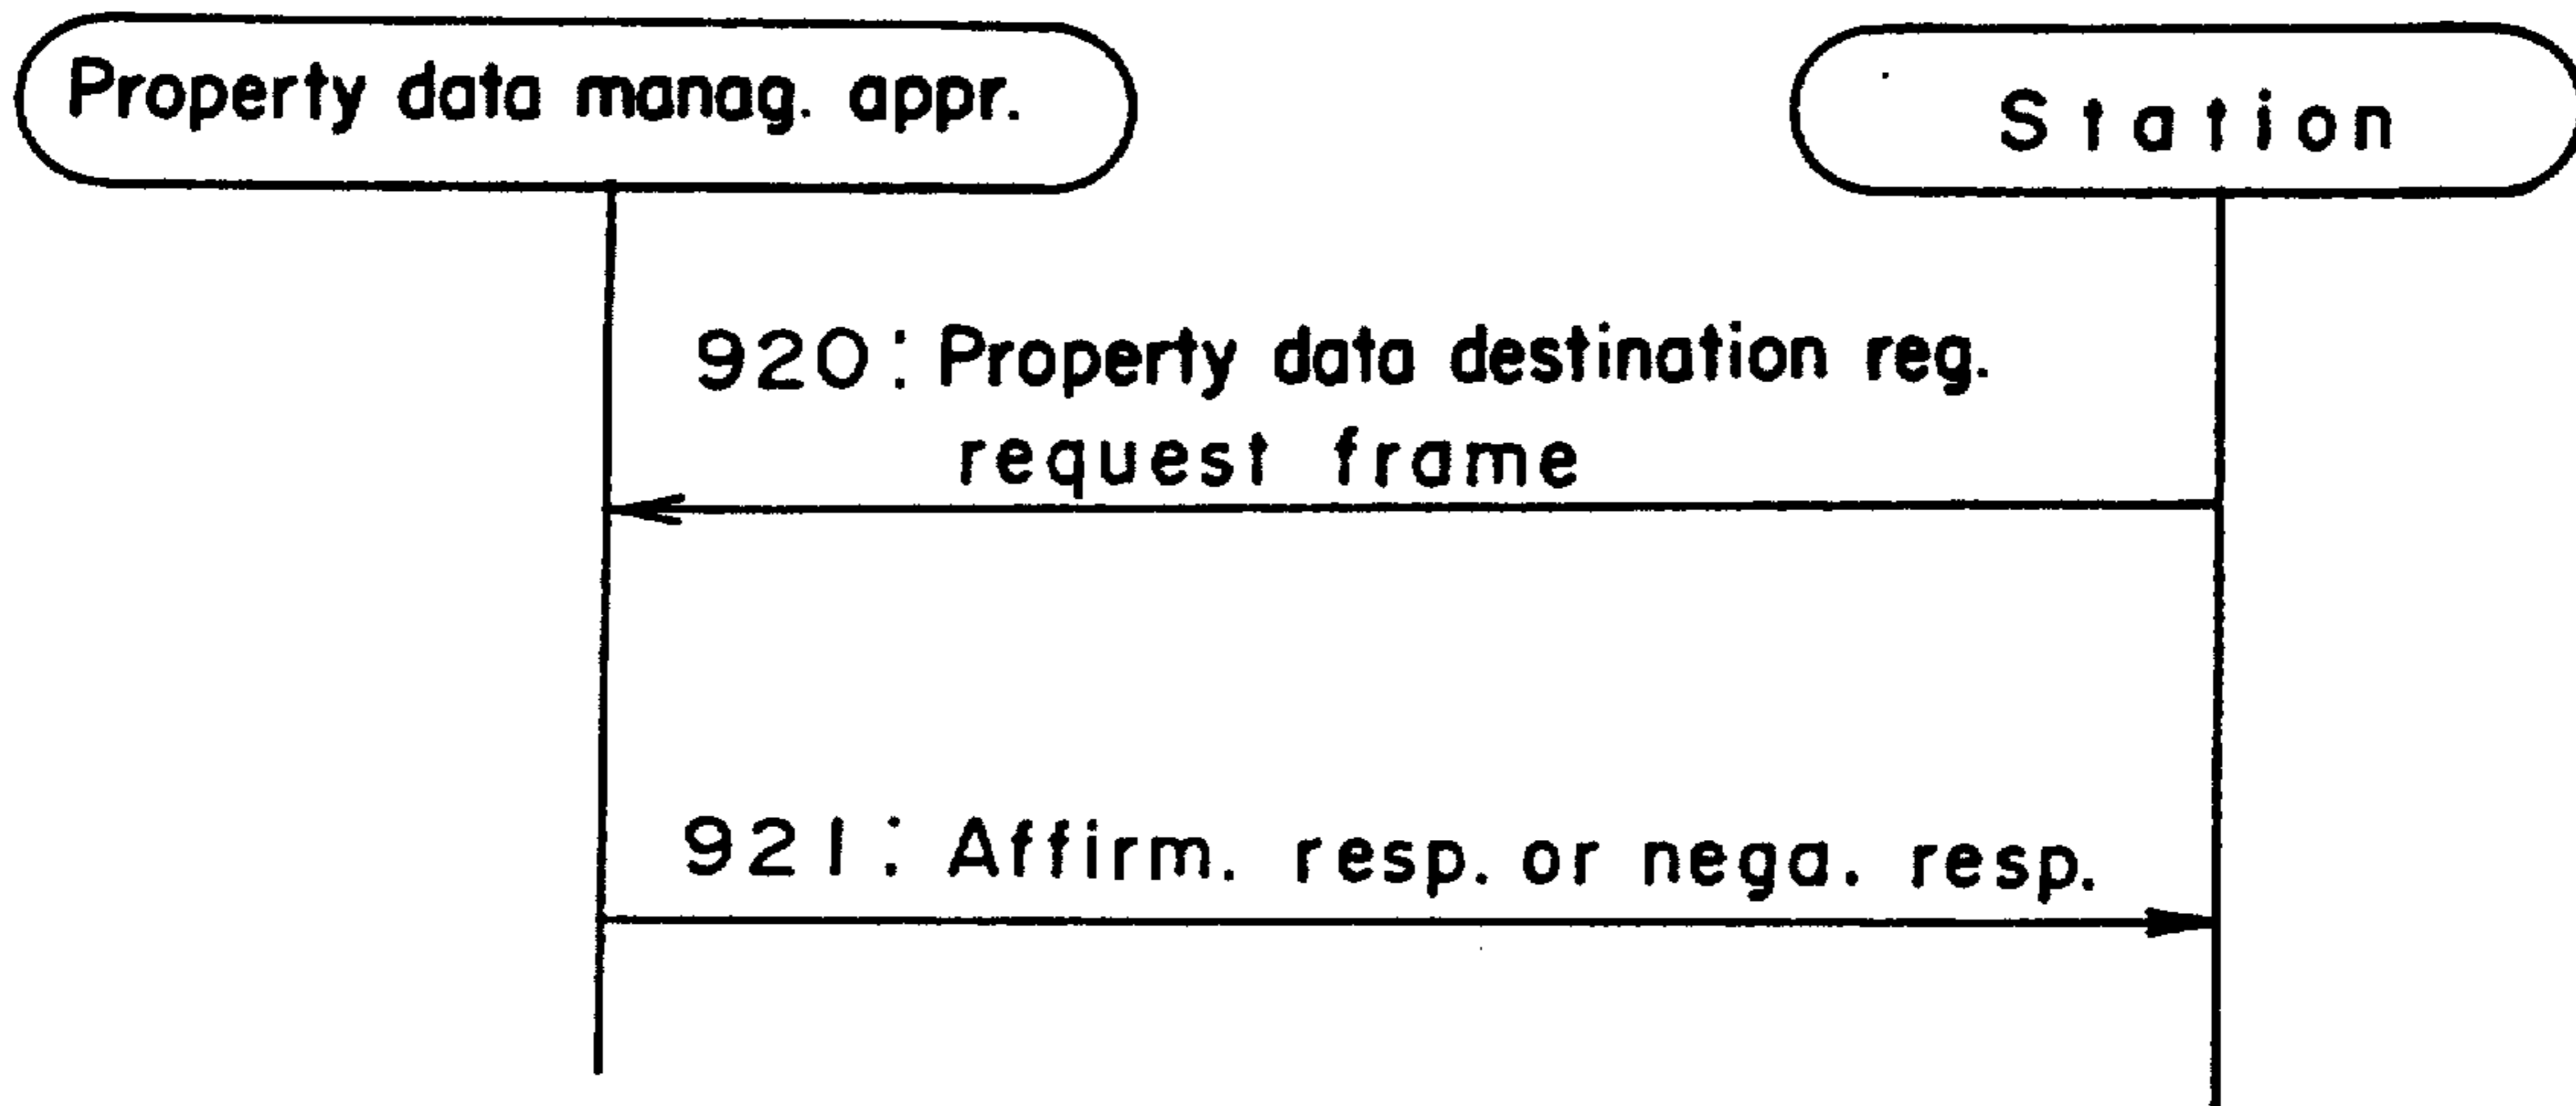 Property data manag. appr.
Station
920: Property data destination reg.
request frame
921: Affirm. resp. or nega. resp.